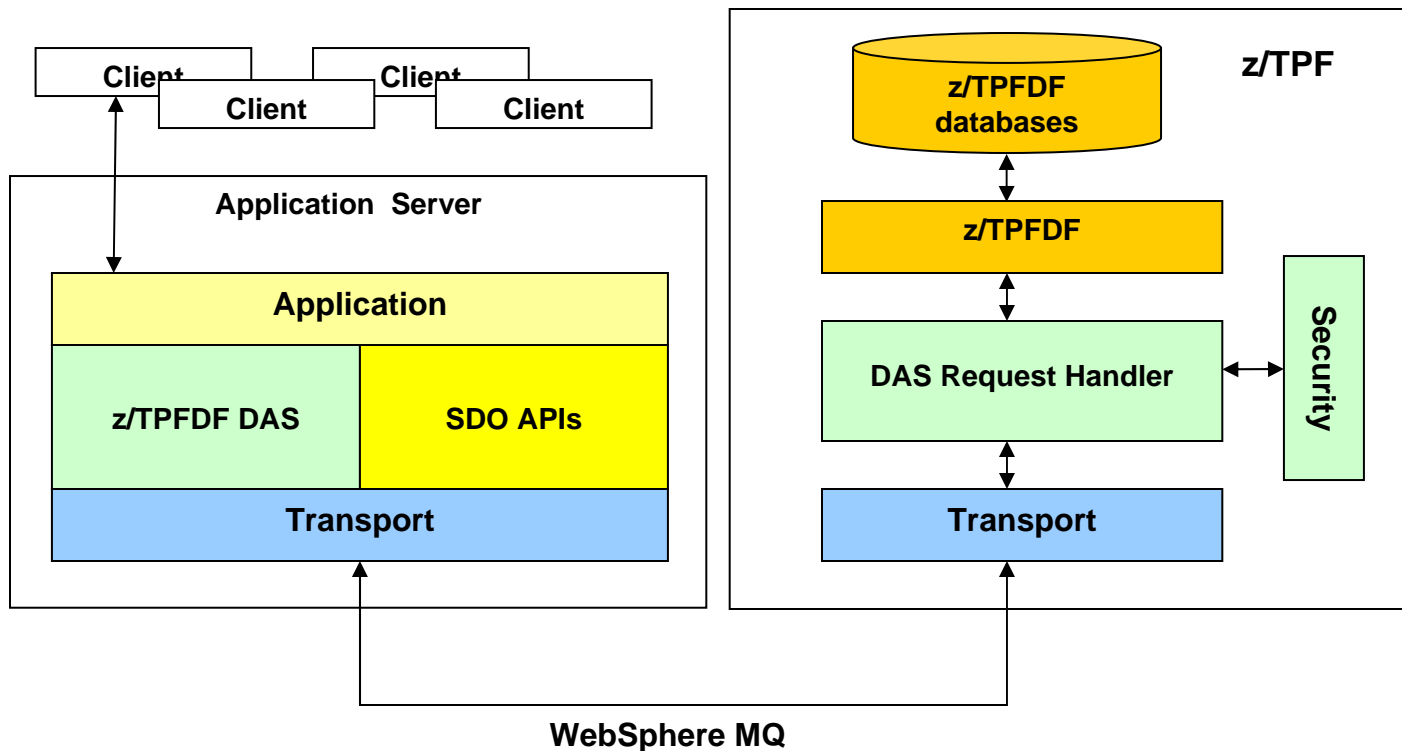 Client
Client
Client
Client
Application Server
Application
z/TPFDF DAS
SDO APIs
Transport
z/TPF
z/TPFDF
databases
z/TPFDF
DAS Request Handler
Security
Transport
WebSphere MQ